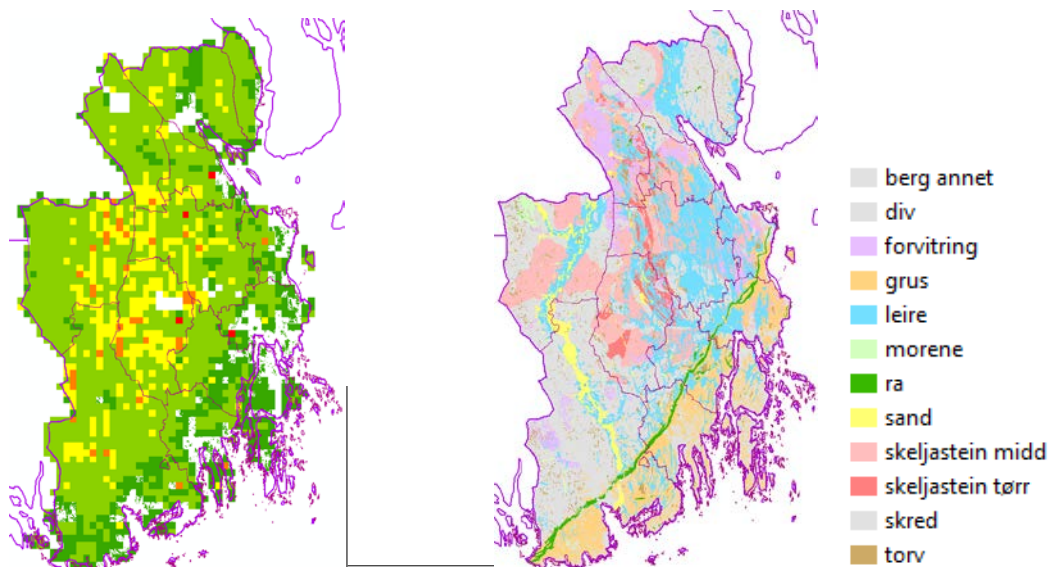 berg annet
div
forvitring
grus
leire
morene
ra
sand
skeljastein midd
skeljastein tørr
skred
torv